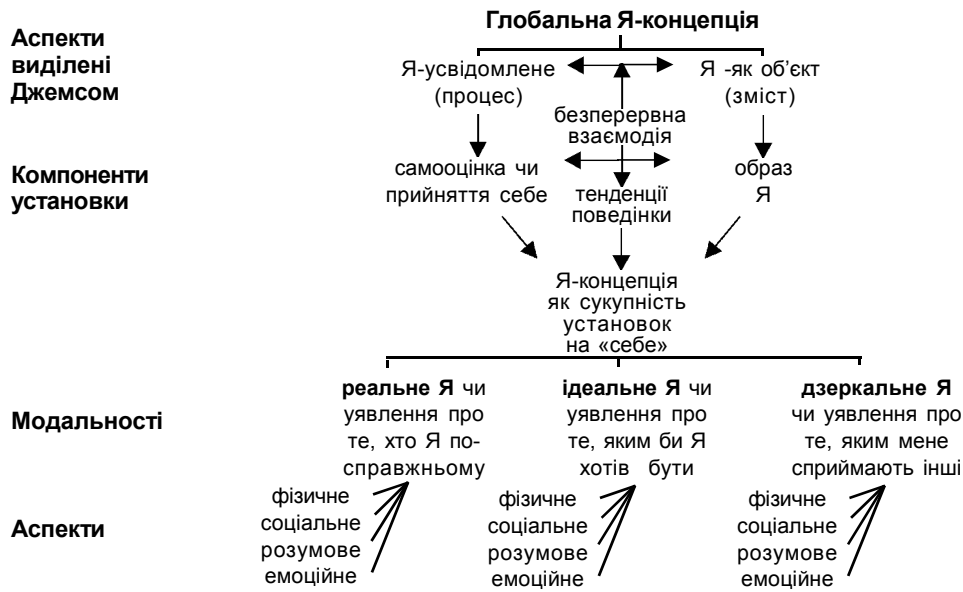 Глобальна Я-концепція
Аспекти
виділені
Джемсом
Я-усвідомлене
(процес)
Я -як об’єкт
(зміст)
безперервна
взаємодія
Компоненти
установки
самооцінка чи
прийняття себе
тенденції
поведінки
образ
Я
Я-концепція
як сукупність
установок
на «себе»
Модальності
реальне Я чи
уявлення про
те, хто Я по-
справжньому
ідеальне Я чи
уявлення про
те, яким би Я
хотів бути
дзеркальне Я
чи уявлення про
те, яким мене
сприймають інші
Аспекти
фізичне
соціальне
розумове
емоційне
фізичне
соціальне
розумове
емоційне
фізичне
соціальне
розумове
емоційне